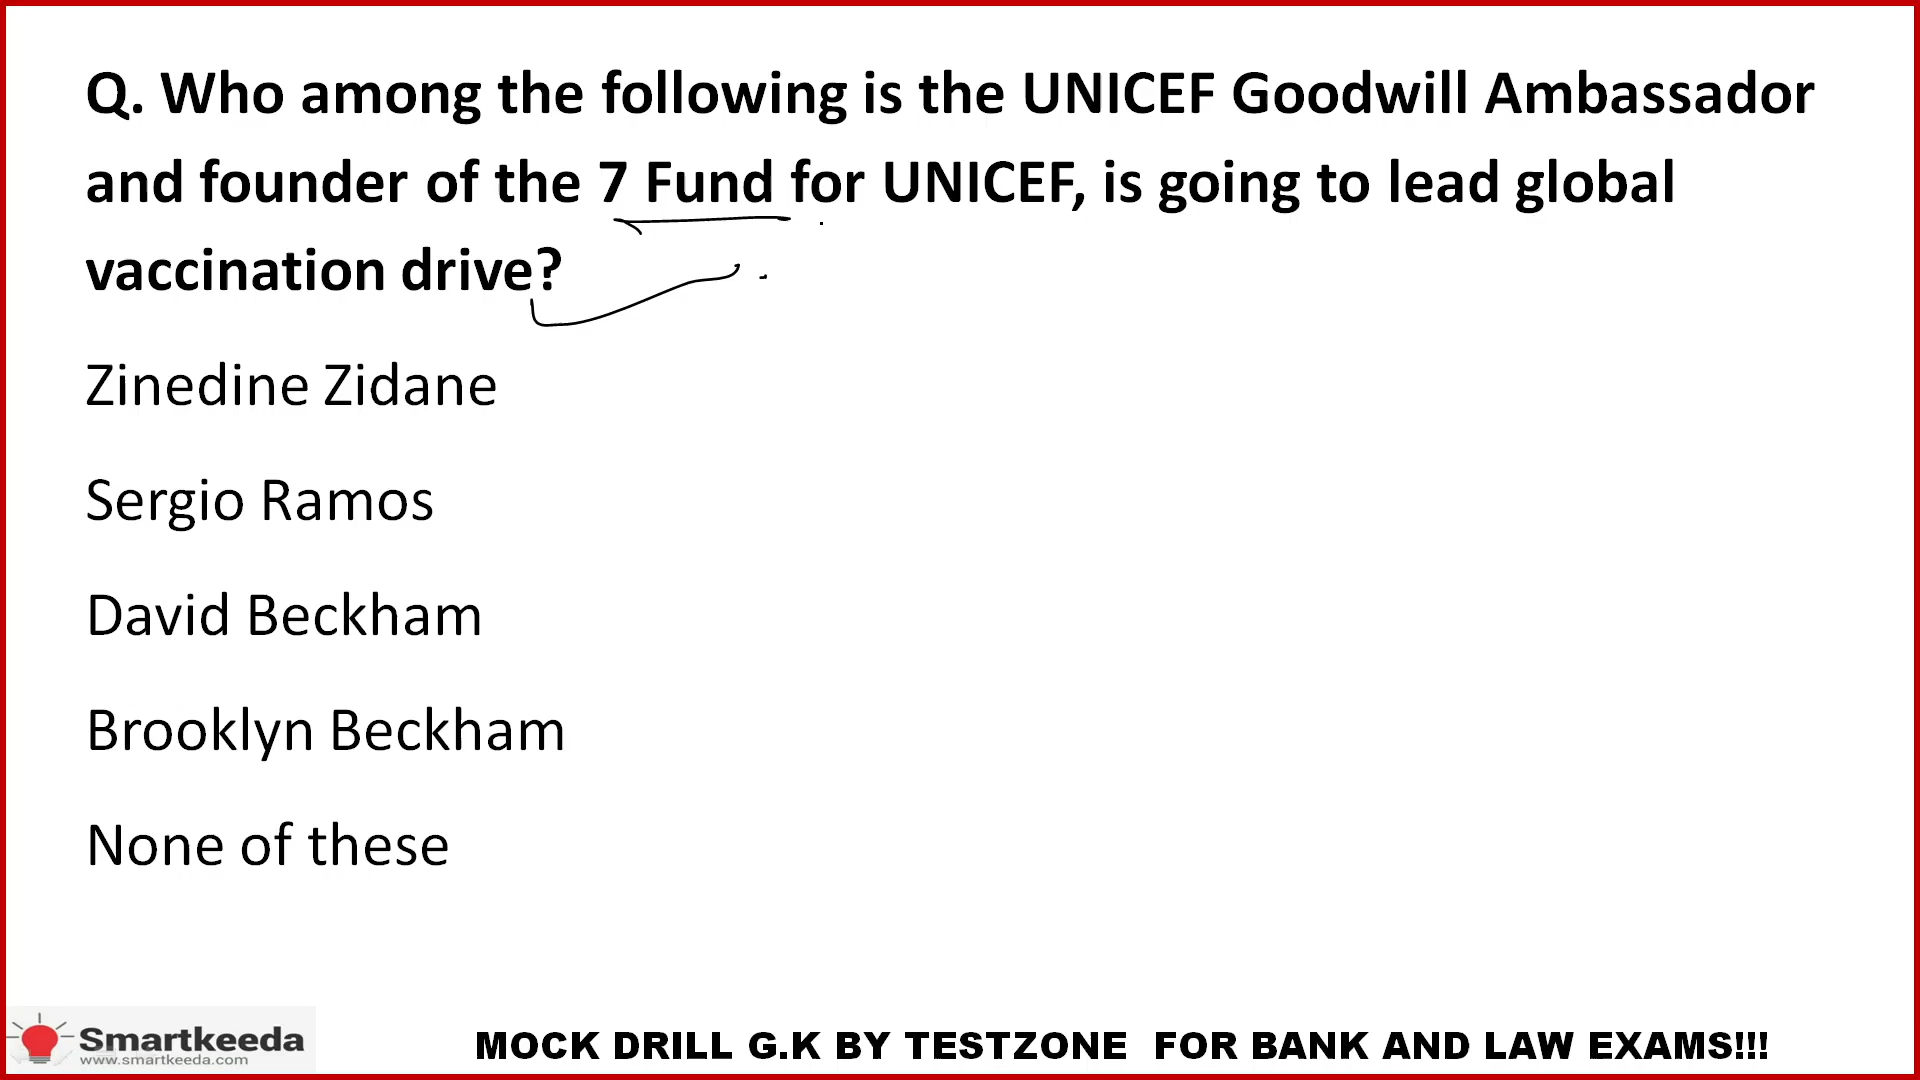 Q. Who among the following is the UNICEF Goodwill Ambassador
and founder of the 7 Fund for UNICEF, is going to lead global
vaccination drive?
Zinedine Zidane
Sergio Ramos
David Beckham
Brooklyn Beckham
None of these
Smartkeeda
www.smartkeeda.com
MOCK DRILL G.K BY TESTZONE FOR BANK AND LAW EXAMS!!!